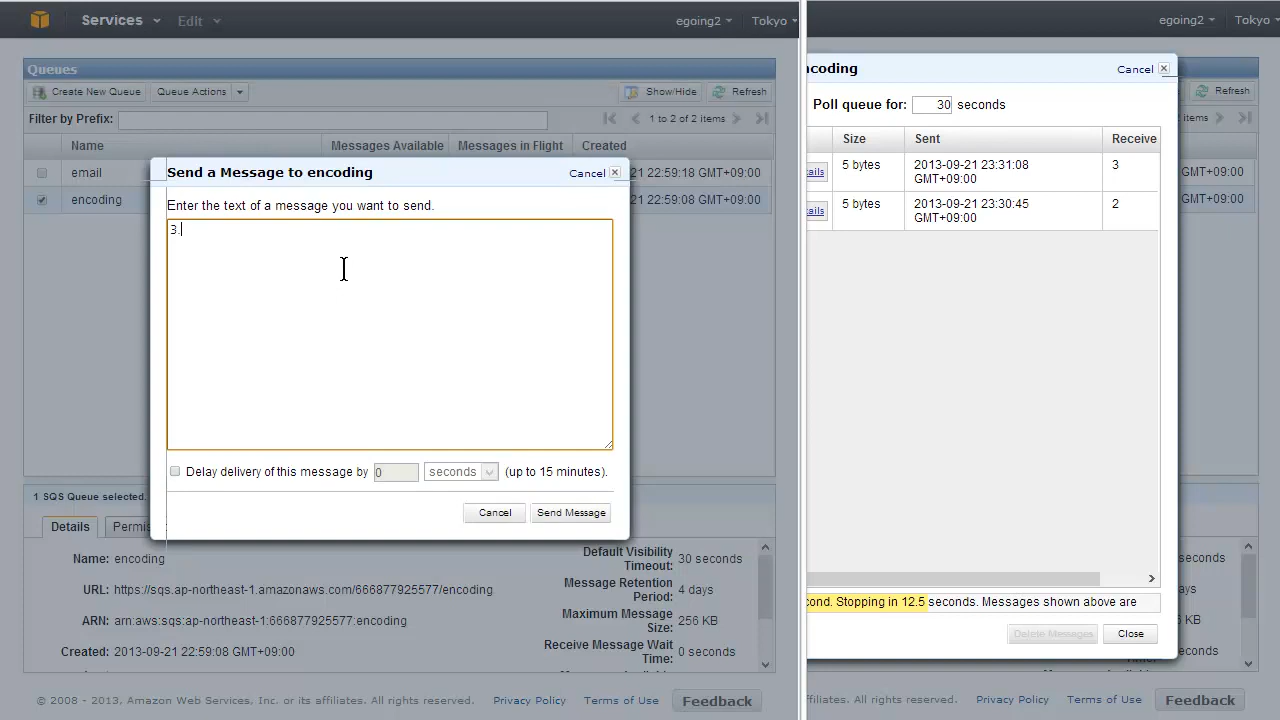 Services Edit egoing2 Tokyo
Queues
Create New Queue Queue Actions Show/Hide Refresh
Filter by Prefix: 1 to 2 of 2 items
Name Messages Available Messages in Flight Created
email 21 22:59:18 GMT+09:00
encoding 21 22:59:08 GMT+09:00
Send a Message to encoding Cancel
Enter the text of a message you want to send.
3.
Delay delivery of this message by 0 seconds (up to 15 minutes).
Cancel Send Message
1 SQS Queue selected.
Details Permis
Name: encoding
URL: https://sqs.ap-northeast-1.amazonaws.com/666877925577/encoding
ARN: arn:aws:sqs:ap-northeast-1:666877925577:encoding
Created: 2013-09-21 22:59:08 GMT+09:00
Default Visibility Timeout: 30 seconds
Message Retention Period: 4 days
Maximum Message Size: 256 KB
Receive Message Wait Time: 0 seconds
© 2008 - 2013, Amazon Web Services, Inc. or its affiliates. All rights reserved. Privacy Policy Terms of Use Feedback
egoing2 Tokyo
ncoding Cancel
Poll queue for: 30 seconds
Refresh
items
Size Sent Receive
ails 5 bytes 2013-09-21 23:31:08 GMT+09:00 3
GMT+09:00
ails 5 bytes 2013-09-21 23:30:45 GMT+09:00 2
GMT+09:00
cond. Stopping in 12.5 seconds. Messages shown above are
Delete Messages Close
seconds
days
KB
seconds
ffiliates. All rights reserved. Privacy Policy Terms of Use Feedback